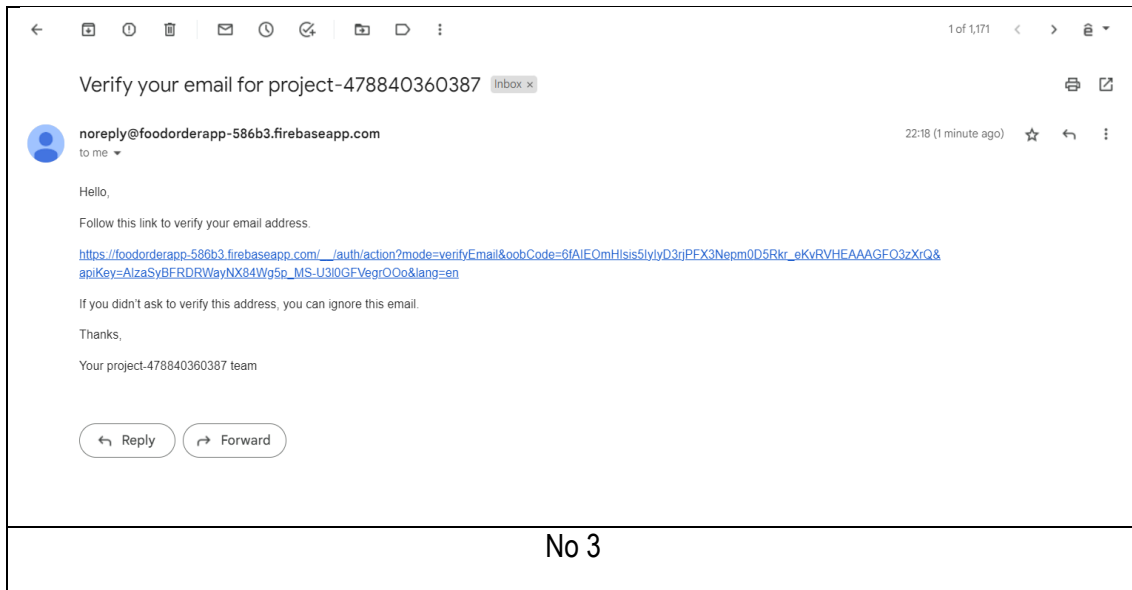 1 of 1,171
Verify your email for project-478840360387 Inbox ×
noreply@foodorderapp-586b3.firebaseapp.com
22:18 (1 minute ago)
to me
Hello,
Follow this link to verify your email address.
https://foodorderapp-586b3.firebaseapp.com/__/auth/action?mode=verifyEmail&oobCode=6fAIEOmHIsis5IyIyD3rjPFX3Nepm0D5Rkr_eKvRVHEAAAGFO3zXrQ&
apiKey=AIzaSyBFRDRWayNX84Wg5p_MS-U3l0GFVegrOOo&lang=en
If you didn't ask to verify this address, you can ignore this email.
Thanks,
Your project-478840360387 team
Reply
Forward
No 3